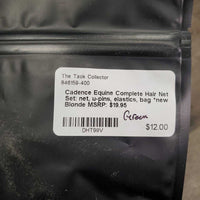 The Tack Collector
848159-400
Cadence Equine Complete Hair Net
Set: net, u-pins, elastics, bag *new
Blonde MSRP: $19.95
Green
DHT99V
$12.00